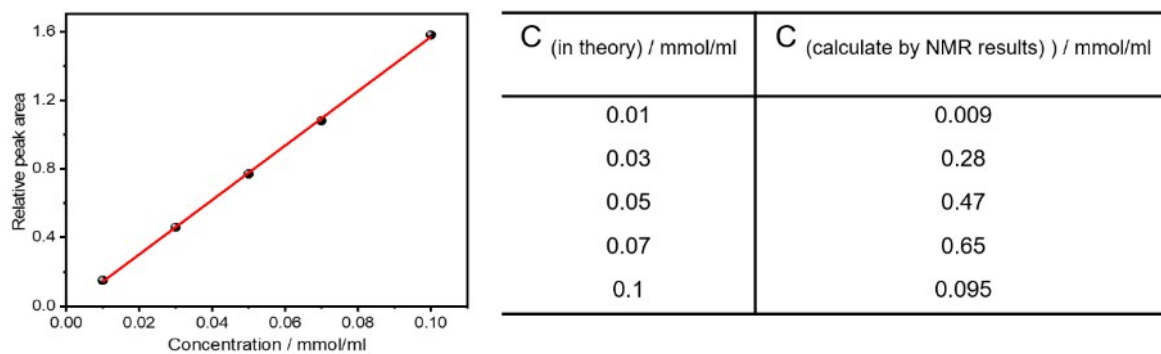 1.6
1.2
0.8
0.4
0.0
Relative peak area
0.00 0.02 0.04 0.06 0.08 0.10
Concentration / mmol/ml
C (in theory) / mmol/ml C (calculate by NMR results) ) / mmol/ml
0.01 0.009
0.03 0.28
0.05 0.47
0.07 0.65
0.1 0.095